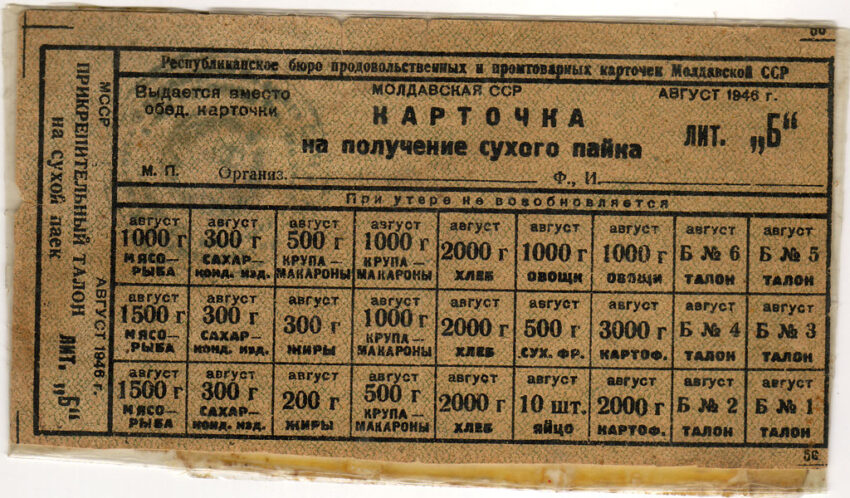 56
Республиканское бюро продовольственных и промтоварных карточек Молдавской ССР
Выдается вместо
обед. карточки
МОЛДАВСКАЯ ССР
КАРТОЧКА
на получение сухого пайка
АВГУСТ 1946 г.
ЛИТ. „Б“
М. П. Организ. Ф., И.
При утере не возобновляется
МССР АВГУСТ 1946 г.
ПРИКРЕПИТЕЛЬНЫЙ ТАЛОН ЛИТ. „Б“
на сухой паек
август август август август август август август август август
1000 г 300 г 500 г 1000 г 2000 г 1000 г 1000 г Б № 6 Б № 5
МЯСО— САХАР— КРУПА— КРУПА— ХЛЕБ ОВОЩИ ОВОЩИ ТАЛОН ТАЛОН
РЫБА конд. изд. МАКАРОНЫ МАКАРОНЫ
август август август август август август август август август
1500 г 300 г 300 г 1000 г 2000 г 500 г 3000 г Б № 4 Б № 3
МЯСО— САХАР— ЖИРЫ КРУПА— ХЛЕБ СУХ. ФР. КАРТОФ. ТАЛОН ТАЛОН
РЫБА конд. изд. МАКАРОНЫ
август август август август август август август август август
1500 г 300 г 200 г 500 г 2000 г 10 шт. 2000 г Б № 2 Б № 1
МЯСО— САХАР— ЖИРЫ КРУПА— ХЛЕБ ЯЙЦО КАРТОФ. ТАЛОН ТАЛОН
РЫБА конд. изд. МАКАРОНЫ
56